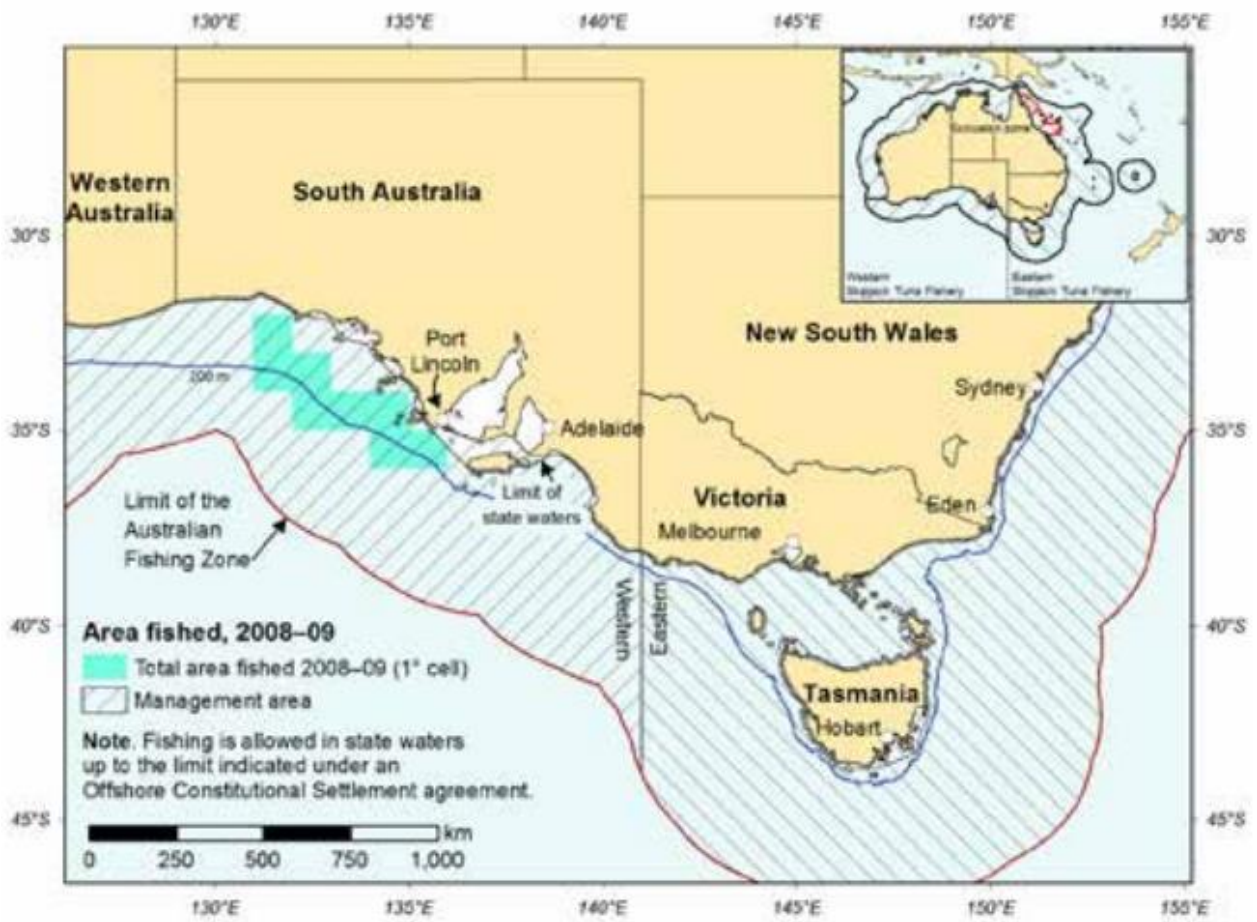 130°E 135°E 140°E 145°E 150°E 155°E
Western
Australia
South Australia
30°S
30°S
Western
Skipjack Tuna Fishery
Eastern
Skipjack Tuna Fishery
New South Wales
Port
Lincoln
200 m
Sydney
35°S
Adelaide
35°S
Limit of
state waters
Victoria
Eden
Melbourne
Limit of the
Australian
Fishing Zone
Western
Eastern
40°S
40°S
Area fished, 2008–09
Total area fished 2008–09 (1° cell)
Management area
Tasmania
Hobart
Note. Fishing is allowed in state waters
up to the limit indicated under an
Offshore Constitutional Settlement agreement.
45°S
45°S
km
0 250 500 750 1,000
130°E 135°E 140°E 145°E 150°E 155°E